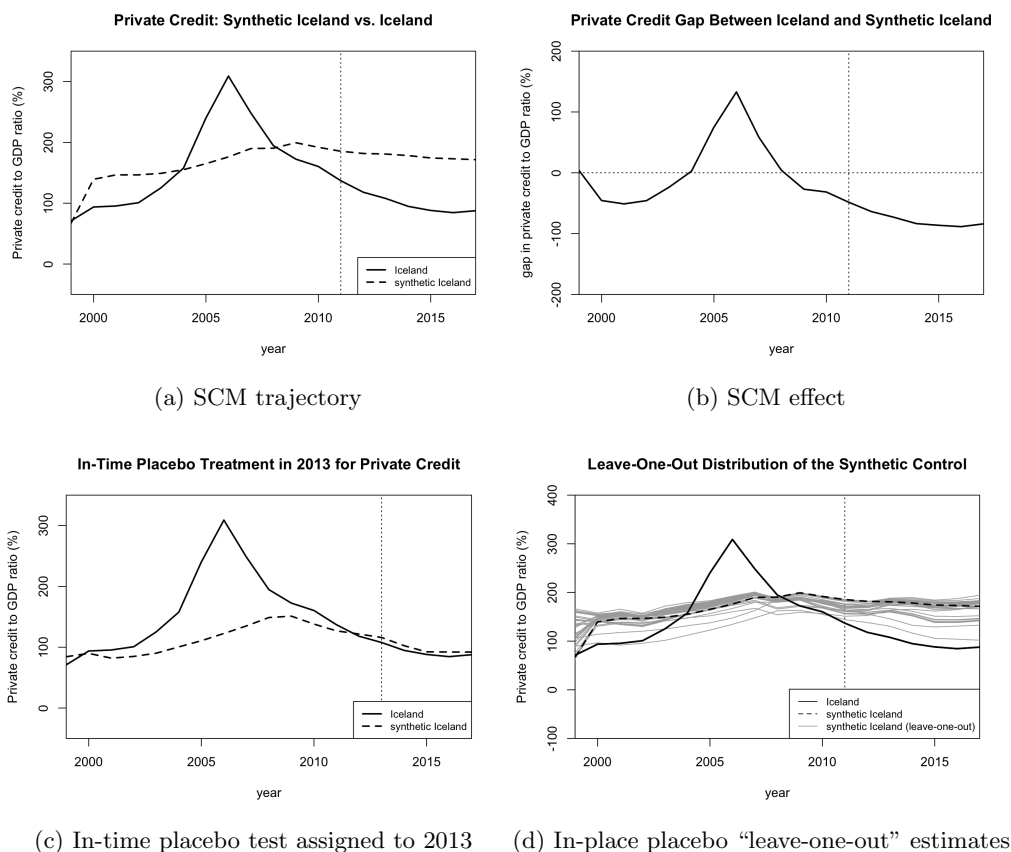 Private Credit: Synthetic Iceland vs. Iceland
Private credit to GDP ratio (%)
300
200
100
0
Iceland
synthetic Iceland
2000 2005 2010 2015
year
(a) SCM trajectory
Private Credit Gap Between Iceland and Synthetic Iceland
gap in private credit to GDP ratio (%)
200
100
0
-100
-200
2000 2005 2010 2015
year
(b) SCM effect
In-Time Placebo Treatment in 2013 for Private Credit
Private credit to GDP ratio (%)
300
200
100
0
Iceland
synthetic Iceland
2000 2005 2010 2015
year
(c) In-time placebo test assigned to 2013
Leave-One-Out Distribution of the Synthetic Control
Private credit to GDP ratio (%)
400
300
200
100
0
-100
Iceland
synthetic Iceland
synthetic Iceland (leave-one-out)
2000 2005 2010 2015
year
(d) In-place placebo “leave-one-out” estimates